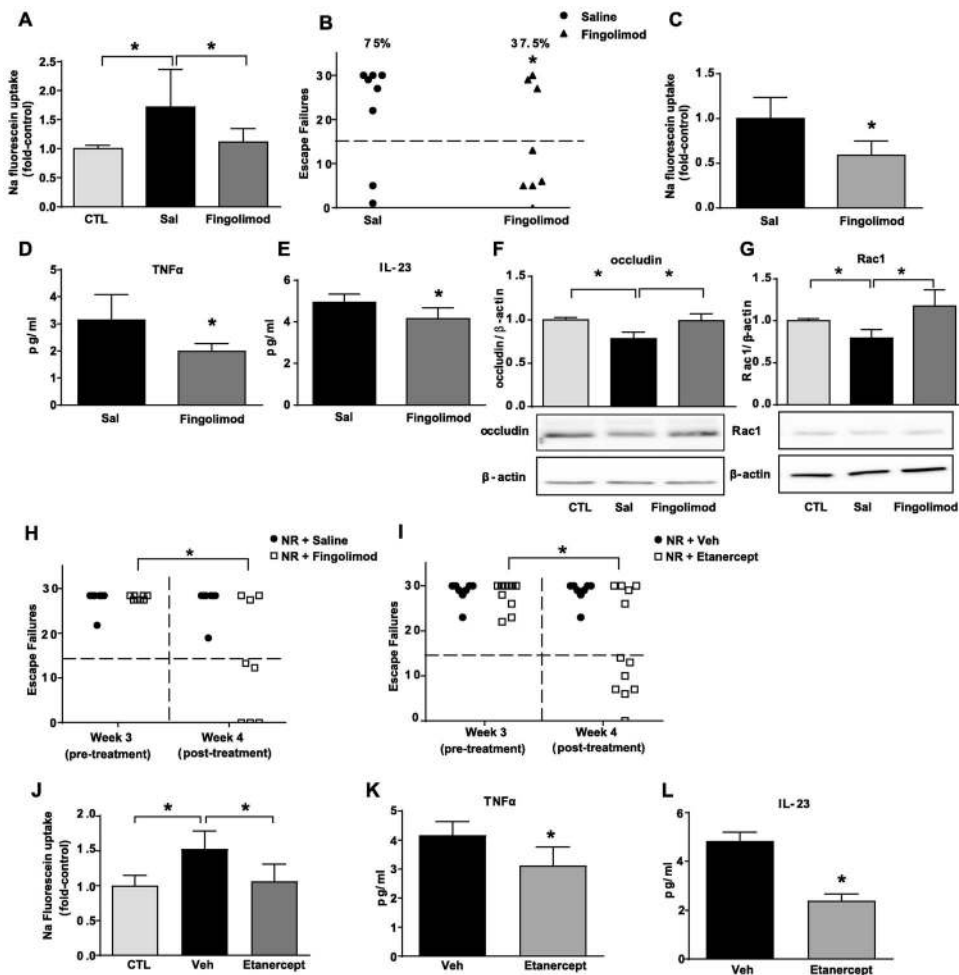 A
Na fluorescein uptake
(fold-control)
2.5
2.0
1.5
1.0
0.5
0.0
*
*
CTL
Sal
Fingolimod
B
● Saline
▲ Fingolimod
75%
37.5%
*
Escape Failures
30
20
10
0
Sal
Fingolimod
C
Na fluorescein uptake
(fold-control)
1.5
1.0
0.5
0.0
*
Sal
Fingolimod
D
TNFα
pg/ml
5
4
3
2
1
0
*
Sal
Fingolimod
E
IL-23
pg/ml
6
4
2
0
*
Sal
Fingolimod
F
occludin
occludin/β-actin
1.5
1.0
0.5
0.0
*
*
occludin
β-actin
CTL
Sal
Fingolimod
G
Rac1
Rac1/β-actin
1.5
1.0
0.5
0.0
*
*
Rac1
β-actin
CTL
Sal
Fingolimod
H
● NR + Saline
□ NR + Fingolimod
*
Escape Failures
30
20
10
0
Week 3
(pre-treatment)
Week 4
(post-treatment)
I
● NR + Veh
□ NR + Etanercept
*
Escape Failures
30
20
10
0
Week 3
(pre-treatment)
Week 4
(post-treatment)
J
Na Fluorescein uptake
(fold-control)
2.0
1.5
1.0
0.5
0.0
*
*
CTL
Veh
Etanercept
K
TNFα
pg/ml
5
4
3
2
1
0
*
Veh
Etanercept
L
IL-23
pg/ml
6
4
2
0
*
Veh
Etanercept